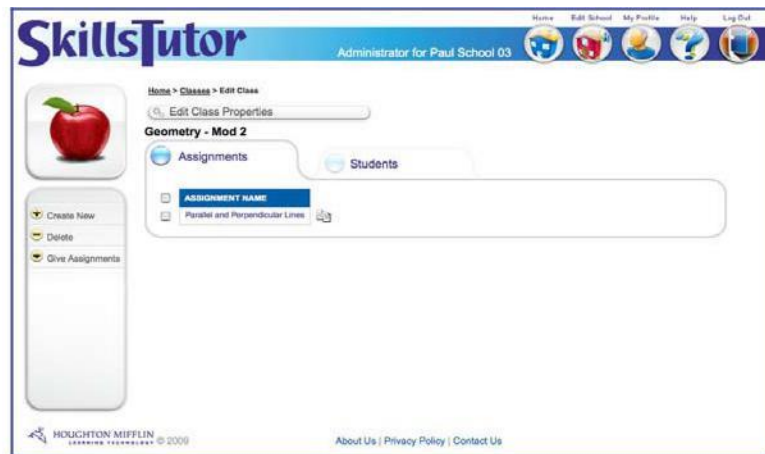 Home Edit School My Profile Help Log Out
SkillsTutor
Administrator for Paul School 03
Home > Classes > Edit Class
Edit Class Properties
Geometry - Mod 2
Assignments
Students
ASSIGNMENT NAME
Parallel and Perpendicular Lines
Create New
Delete
Give Assignments
HOUGHTON MIFFLIN
LEARNING TECHNOLOGY © 2009
About Us | Privacy Policy | Contact Us